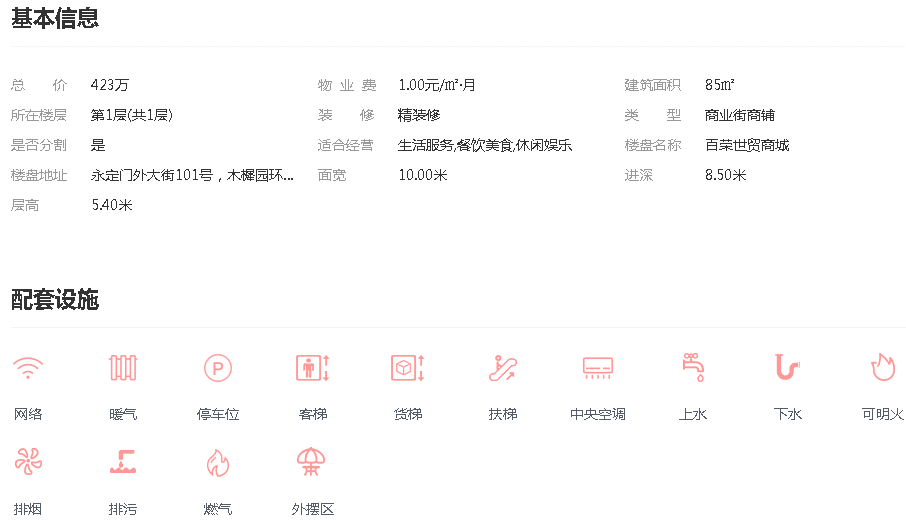 基本信息
总 价 423万 物 业 费 1.00元/㎡·月 建筑面积 85㎡
所在楼层 第1层(共1层) 装 修 精装修 类 型 商业街商铺
是否分割 是 适合经营 生活服务,餐饮美食,休闲娱乐 楼盘名称 百荣世贸商城
楼盘地址 永定门外大街101号，木樨园环... 面宽 10.00米 进深 8.50米
层高 5.40米
配套设施
P
网络 暖气 停车位 客梯 货梯 扶梯 中央空调 上水 下水 可明火
排烟 排污 燃气 外摆区